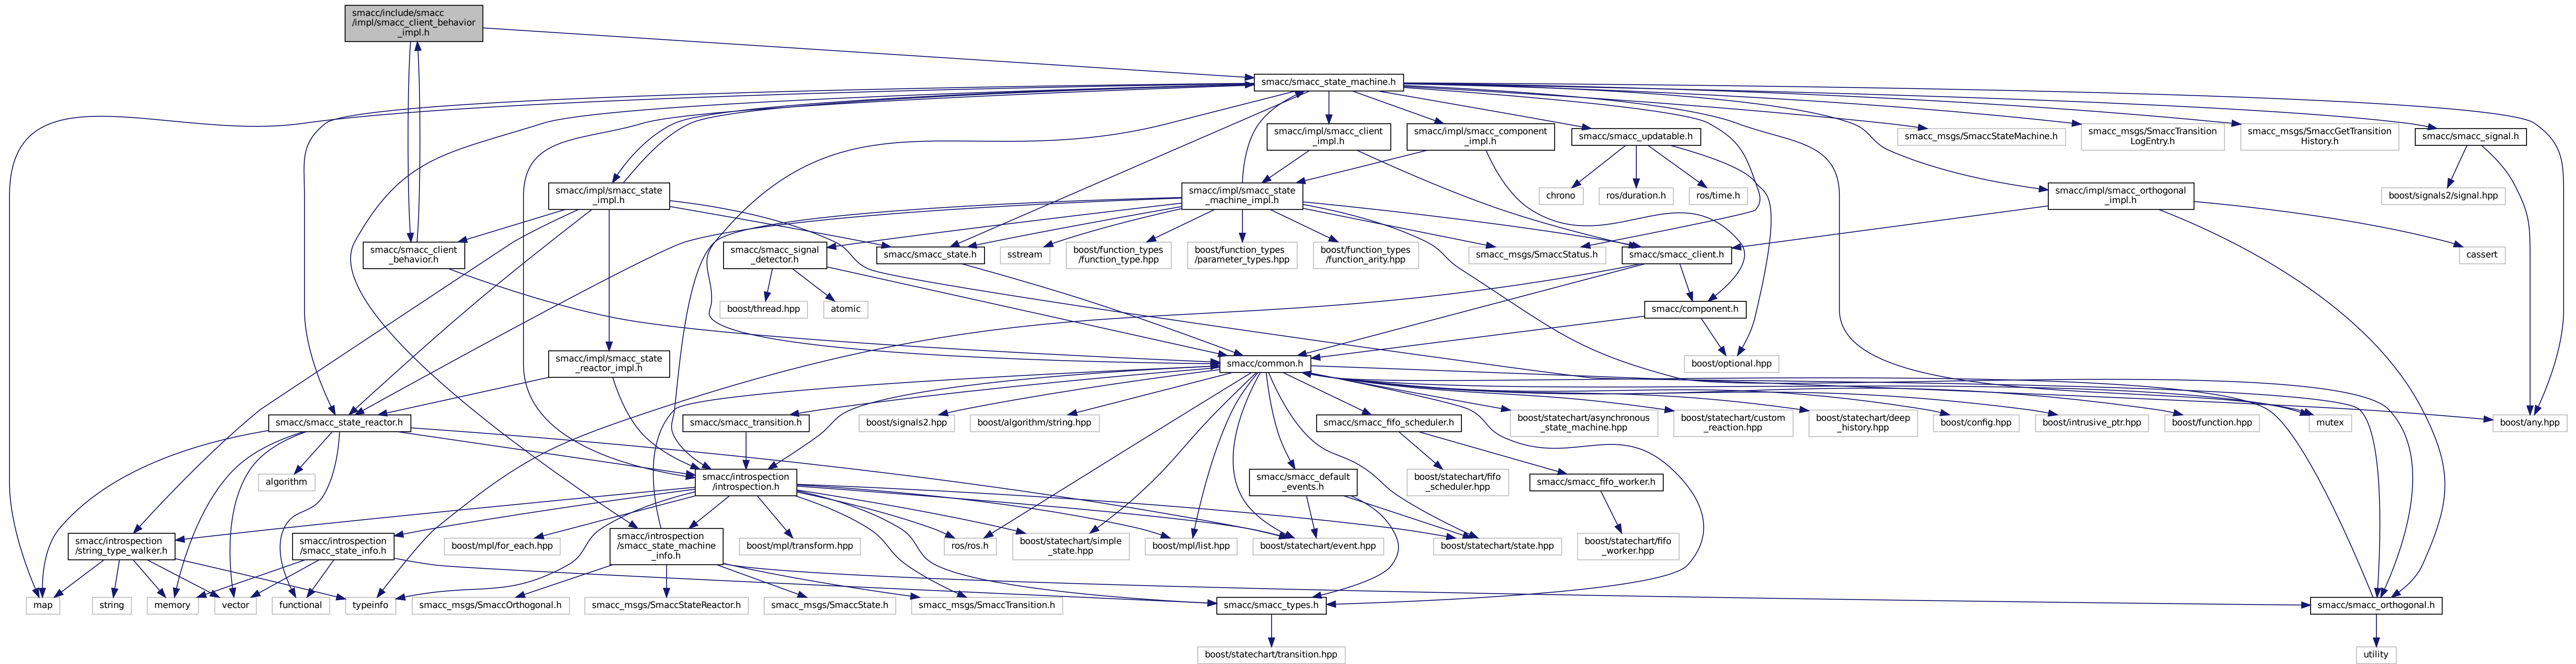 smacc/include/smacc
/impl/smacc_client_behavior
_impl.h
smacc/smacc_state_machine.h
smacc/impl/smacc_client
_impl.h
smacc/impl/smacc_component
_impl.h
smacc/smacc_updatable.h
smacc_msgs/SmaccStateMachine.h
smacc_msgs/SmaccTransition
LogEntry.h
smacc_msgs/SmaccGetTransition
History.h
smacc/smacc_signal.h
smacc/impl/smacc_state
_impl.h
smacc/impl/smacc_state
_machine_impl.h
chrono
ros/duration.h
ros/time.h
smacc/impl/smacc_orthogonal
_impl.h
boost/signals2/signal.hpp
smacc/smacc_client
_behavior.h
smacc/smacc_signal
_detector.h
smacc/smacc_state.h
sstream
boost/function_types
/function_type.hpp
boost/function_types
/parameter_types.hpp
boost/function_types
/function_arity.hpp
smacc_msgs/SmaccStatus.h
smacc/smacc_client.h
cassert
boost/thread.hpp
atomic
smacc/component.h
smacc/impl/smacc_state
_reactor_impl.h
smacc/common.h
boost/optional.hpp
smacc/smacc_state_reactor.h
smacc/smacc_transition.h
boost/signals2.hpp
boost/algorithm/string.hpp
smacc/smacc_fifo_scheduler.h
boost/statechart/asynchronous
_state_machine.hpp
boost/statechart/custom
_reaction.hpp
boost/statechart/deep
_history.hpp
boost/config.hpp
boost/intrusive_ptr.hpp
boost/function.hpp
mutex
boost/any.hpp
algorithm
smacc/introspection
/introspection.h
smacc/smacc_default
_events.h
boost/statechart/fifo
_scheduler.hpp
smacc/smacc_fifo_worker.h
smacc/introspection
/string_type_walker.h
smacc/introspection
/smacc_state_info.h
boost/mpl/for_each.hpp
smacc/introspection
/smacc_state_machine
_info.h
boost/mpl/transform.hpp
ros/ros.h
boost/statechart/simple
_state.hpp
boost/mpl/list.hpp
boost/statechart/event.hpp
boost/statechart/state.hpp
boost/statechart/fifo
_worker.hpp
map
string
memory
vector
functional
typeinfo
smacc_msgs/SmaccOrthogonal.h
smacc_msgs/SmaccStateReactor.h
smacc_msgs/SmaccState.h
smacc_msgs/SmaccTransition.h
smacc/smacc_types.h
smacc/smacc_orthogonal.h
boost/statechart/transition.hpp
utility